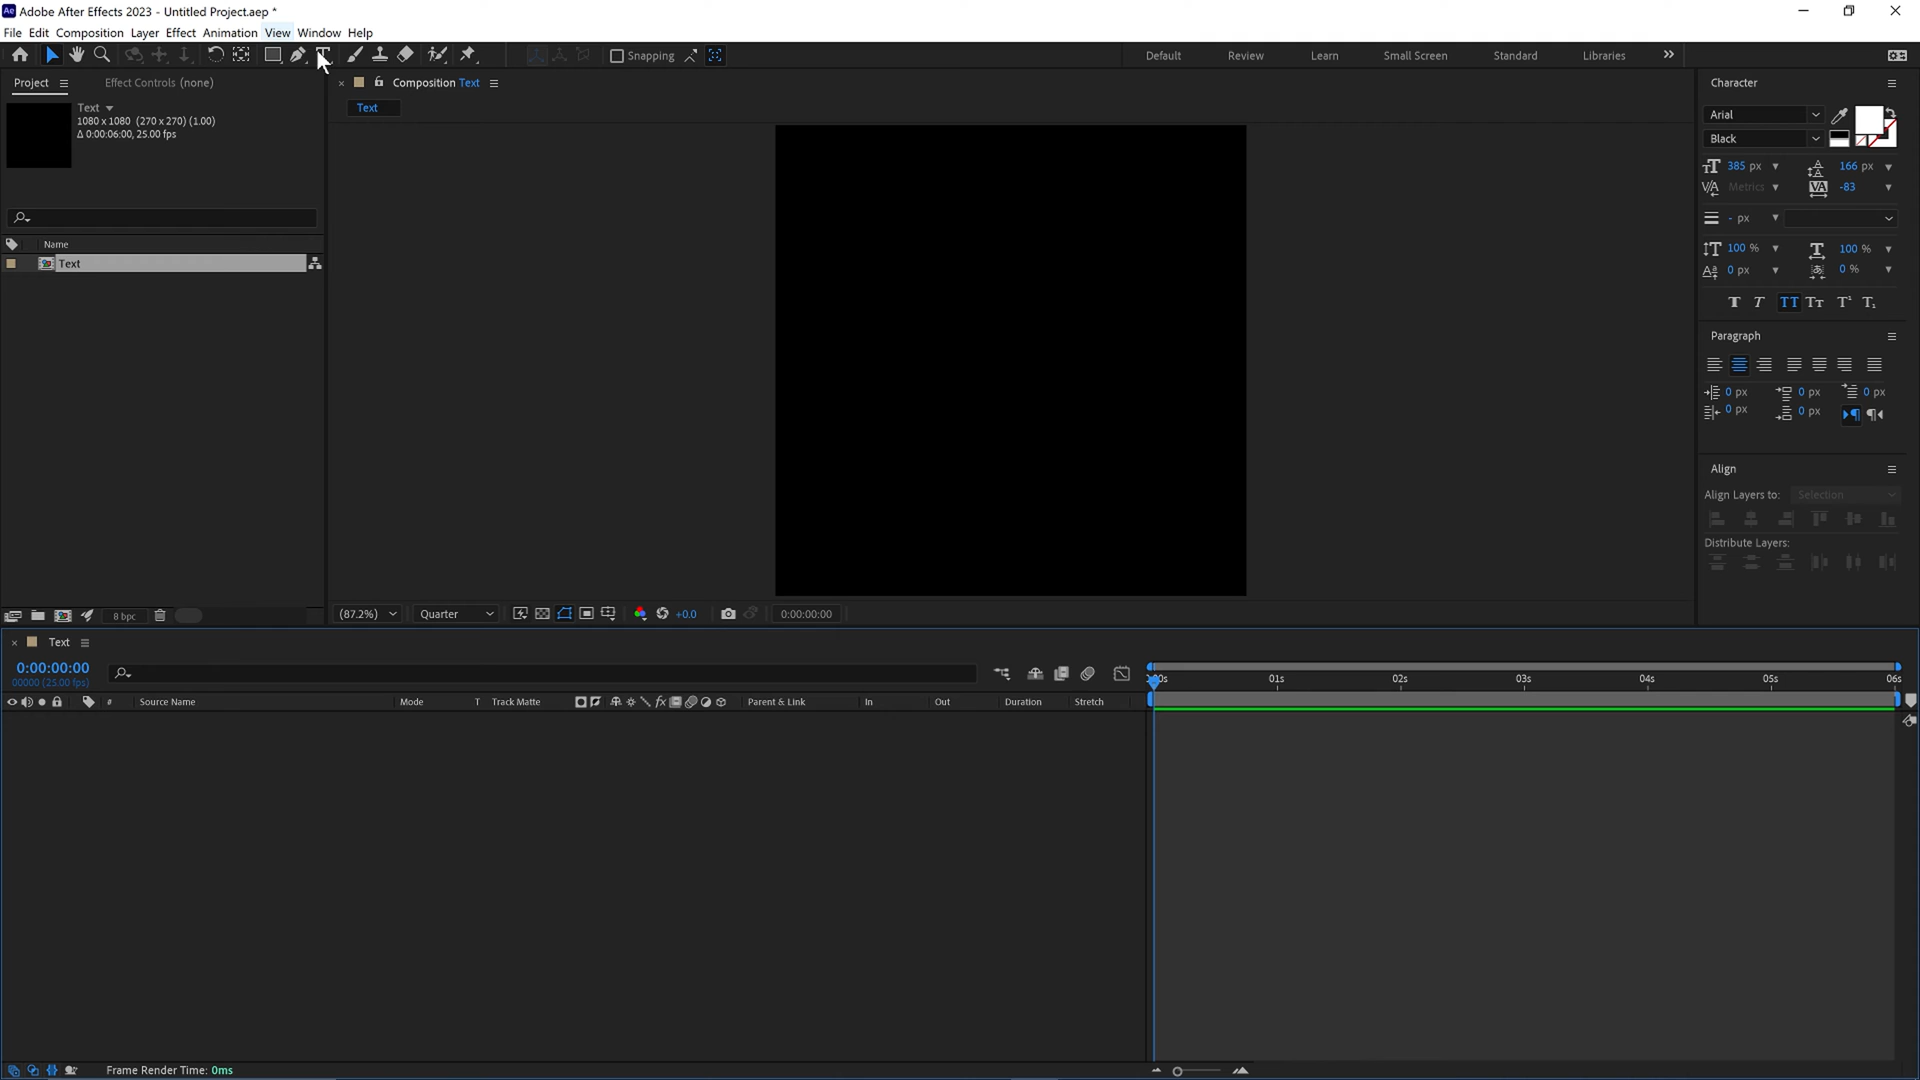 Adobe After Effects 2023 - Untitled Project.aep *
File Edit Composition Layer Effect Animation View Window Help
Snapping Default Review Learn Small Screen Standard Libraries
Project Effect Controls (none)
Composition Text
Character
Text
1080 x 1080 (270 x 270) (1.00)
Δ 0:00:06:00, 25.00 fps
Text
Arial
Black
385 px 166 px
Metrics -83
- px
100 % 100 %
0 px 0 %
Name
Text
Paragraph
0 px 0 px 0 px
0 px 0 px
Align
Align Layers to: Selection
Distribute Layers:
8 bpc
(87.2%) Quarter +0.0 0:00:00:00
Text
0:00:00:00
00000 (25.00 fps)
01s 02s 03s 04s 05s 06s
# Source Name Mode T Track Matte Parent & Link In Out Duration Stretch
Frame Render Time: 0ms